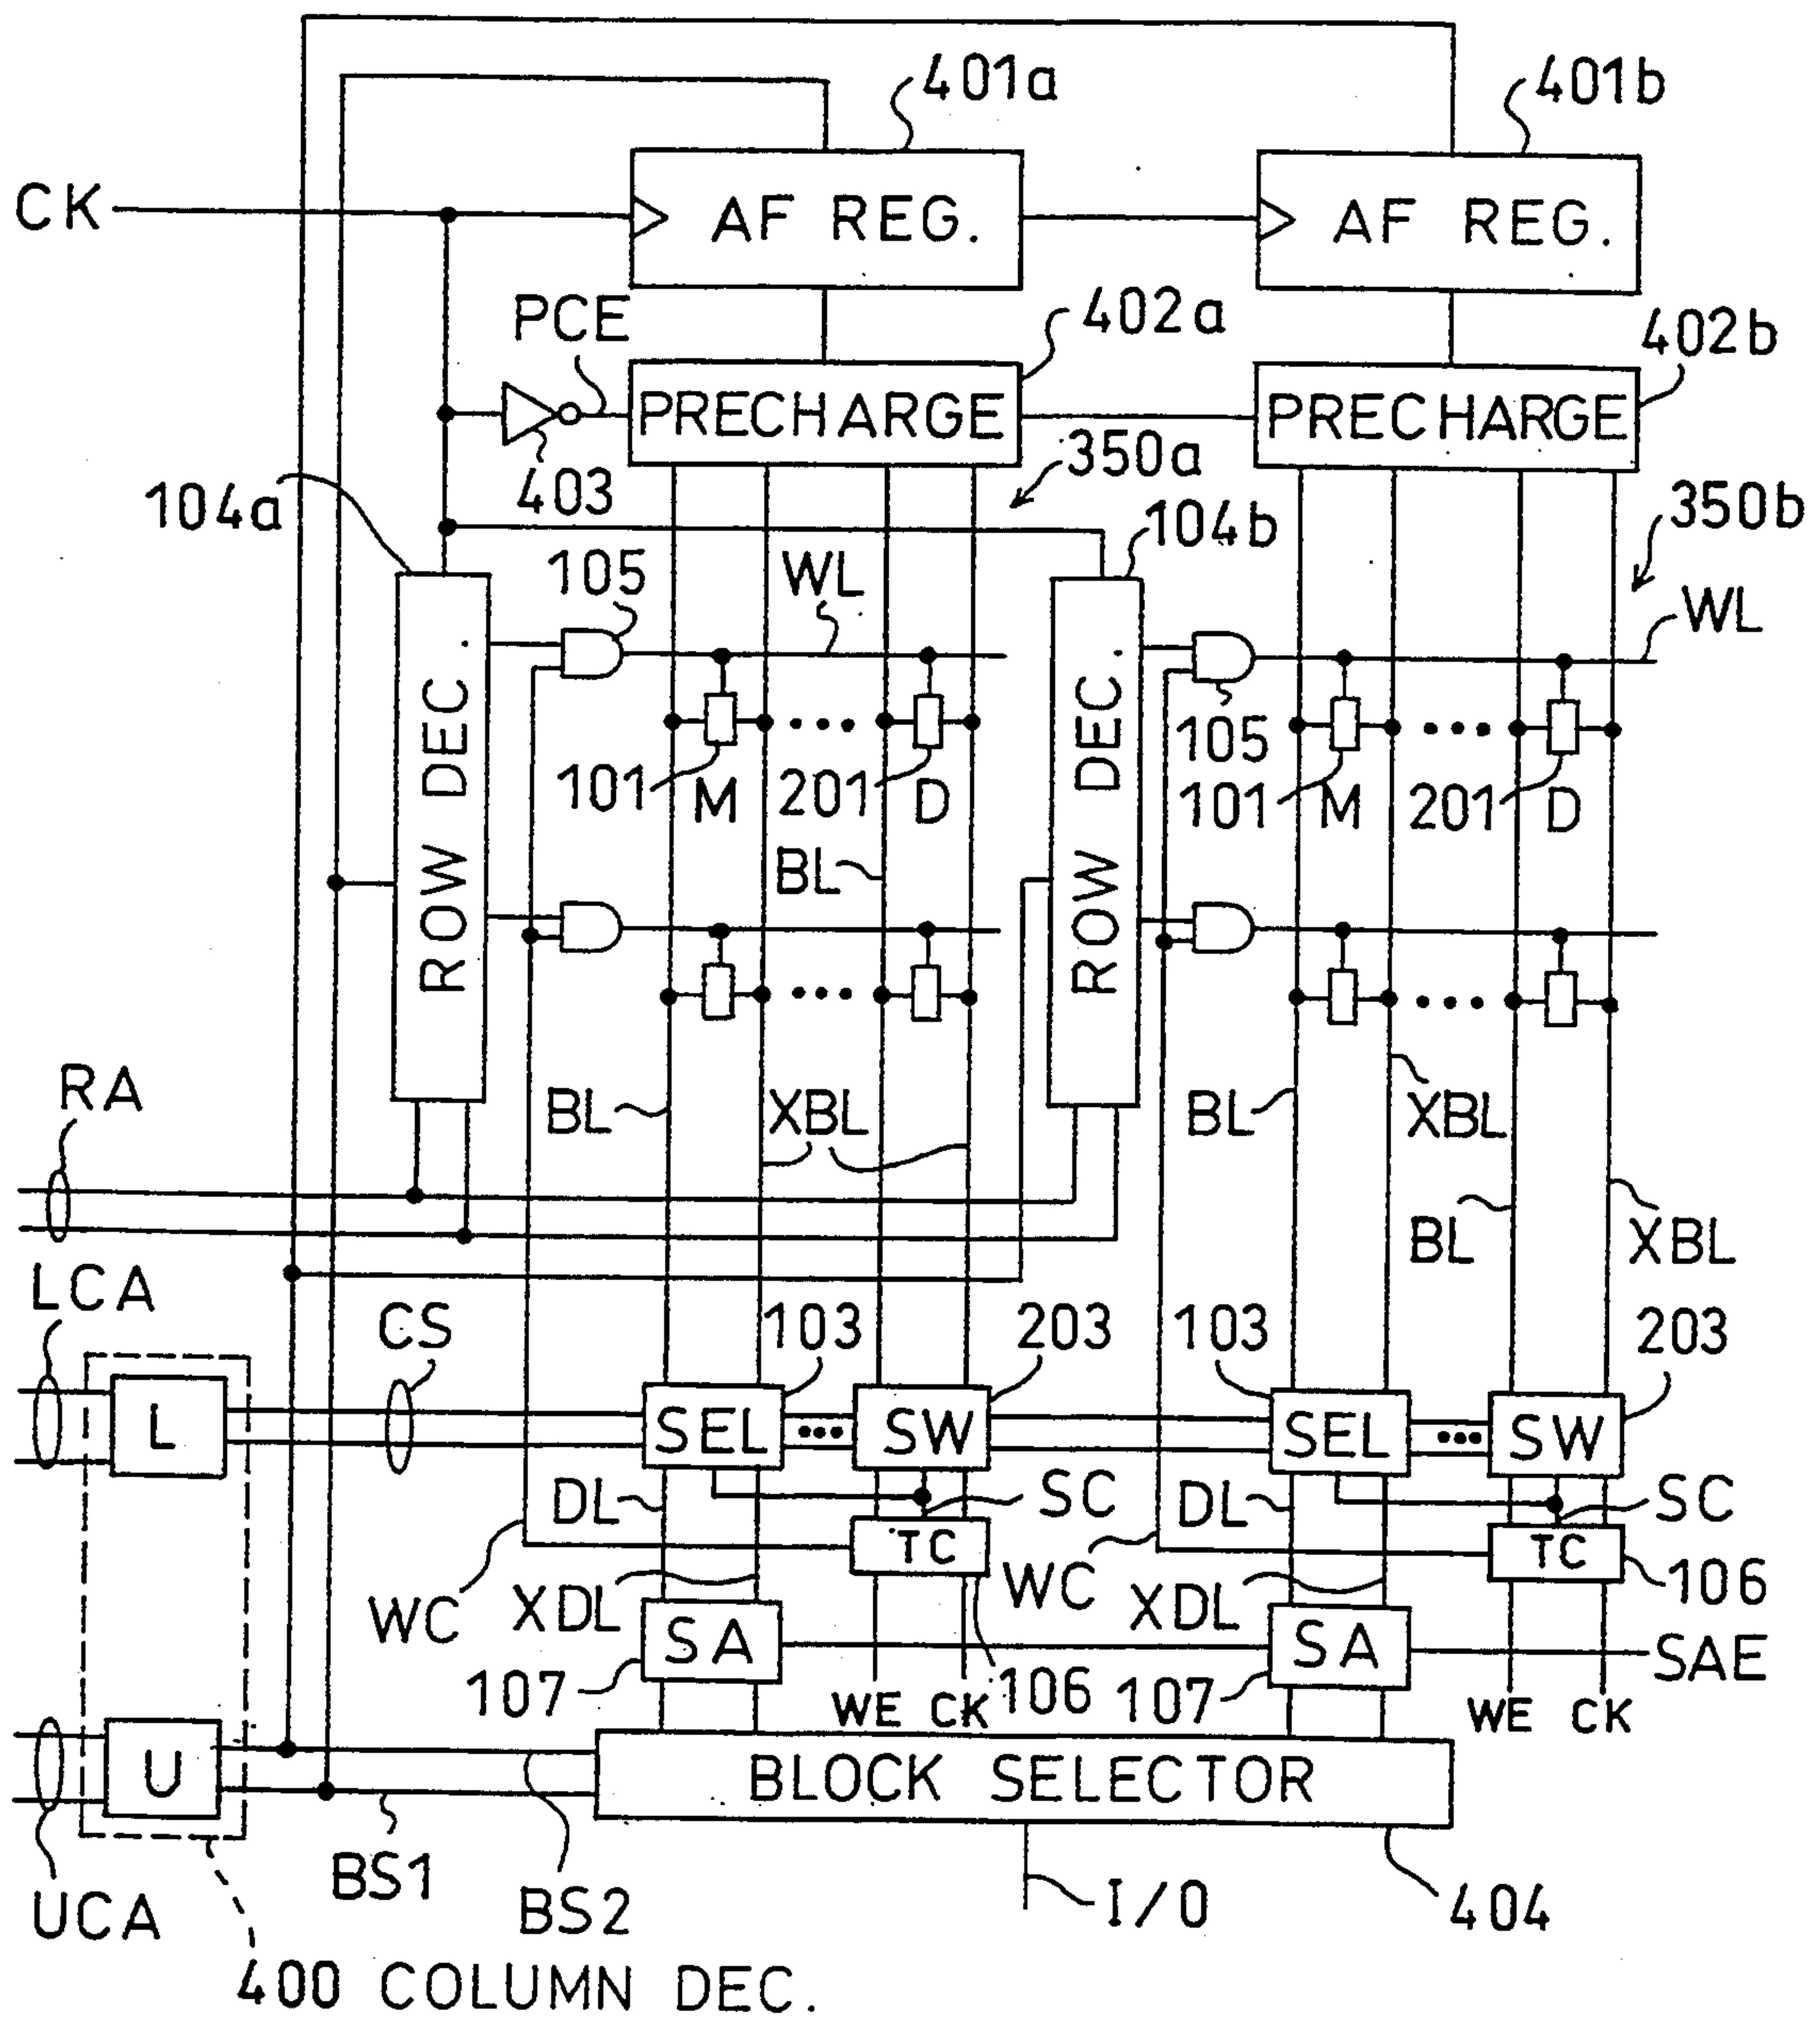 401a
401b
CK
AF REG.
AF REG.
PCE
402a
402b
PRECHARGE
PRECHARGE
403
350a
350b
104a
104b
105
WL
WL
ROW DEC.
ROW DEC.
105
101 M 201 D
101 M 201 D
BL
RA
BL
XBL
BL
XBL
BL
XBL
LCA
CS
103
203
103
203
L
SEL
•••
SW
SEL
•••
SW
DL
SC
DL
SC
TC
TC
WC
XDL
WC
XDL
106
SA
SA
SAE
107
WE CK
106
107
WE CK
U
BLOCK SELECTOR
UCA
BS1
BS2
I/O
404
400 COLUMN DEC.